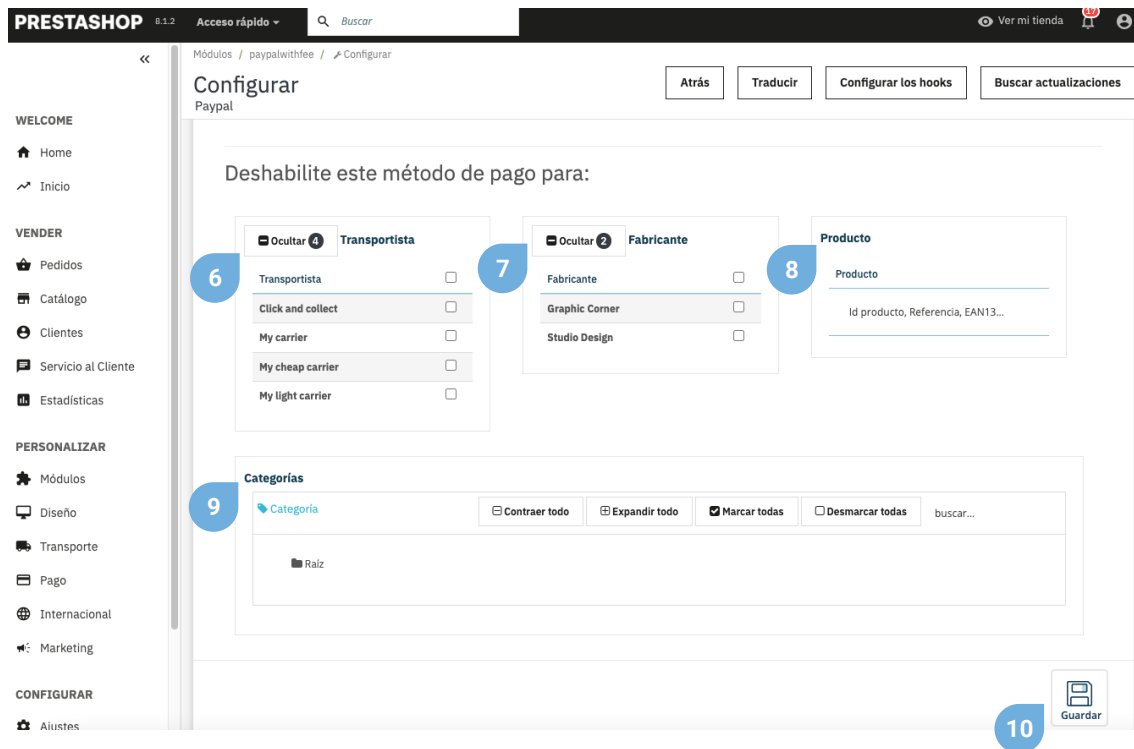 PRESTASHOP 8.1.2 Acceso rápido Buscar Ver mi tienda 17
Módulos / paypalwithfee / Configurar
Configurar
Paypal
Atrás Traducir Configurar los hooks Buscar actualizaciones
WELCOME
Home
Inicio
VENDER
Pedidos
Catálogo
Clientes
Servicio al Cliente
Estadísticas
PERSONALIZAR
Módulos
Diseño
Transporte
Pago
Internacional
Marketing
CONFIGURAR
Ajustes
Deshabilite este método de pago para:
6
Ocultar 4 Transportista
Transportista
Click and collect
My carrier
My cheap carrier
My light carrier
7
Ocultar 2 Fabricante
Fabricante
Graphic Corner
Studio Design
8
Producto
Producto
Id producto, Referencia, EAN13...
9
Categorías
Categoría Contraer todo Expandir todo Marcar todas Desmarcar todas buscar...
Raíz
10
Guardar